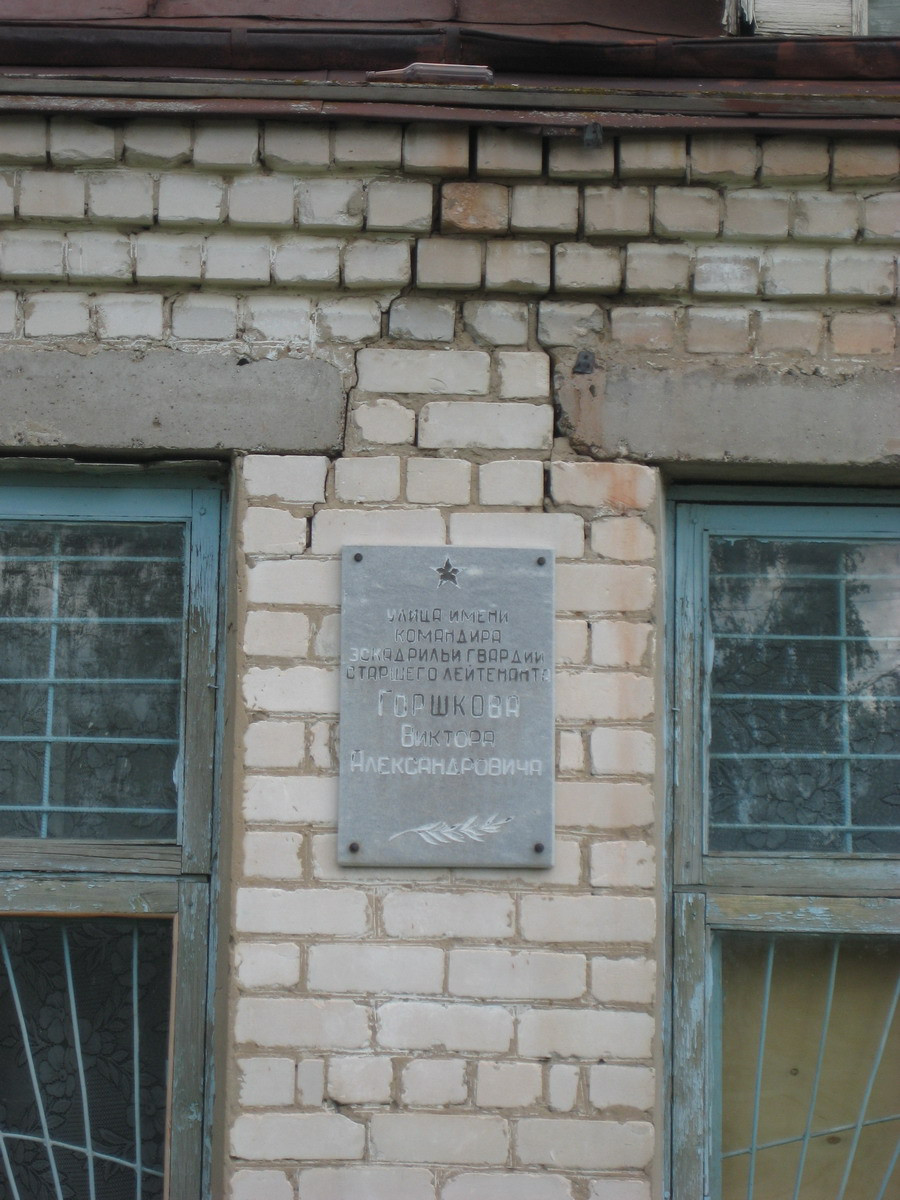 УЛИЦА ИМЕНИ
КОМАНДИРА
ЭСКАДРИЛЬИ ГВАРДИИ
СТАРШЕГО ЛЕЙТЕНАНТА
ГОРШКОВА
ВИКТОРА
АЛЕКСАНДРОВИЧА